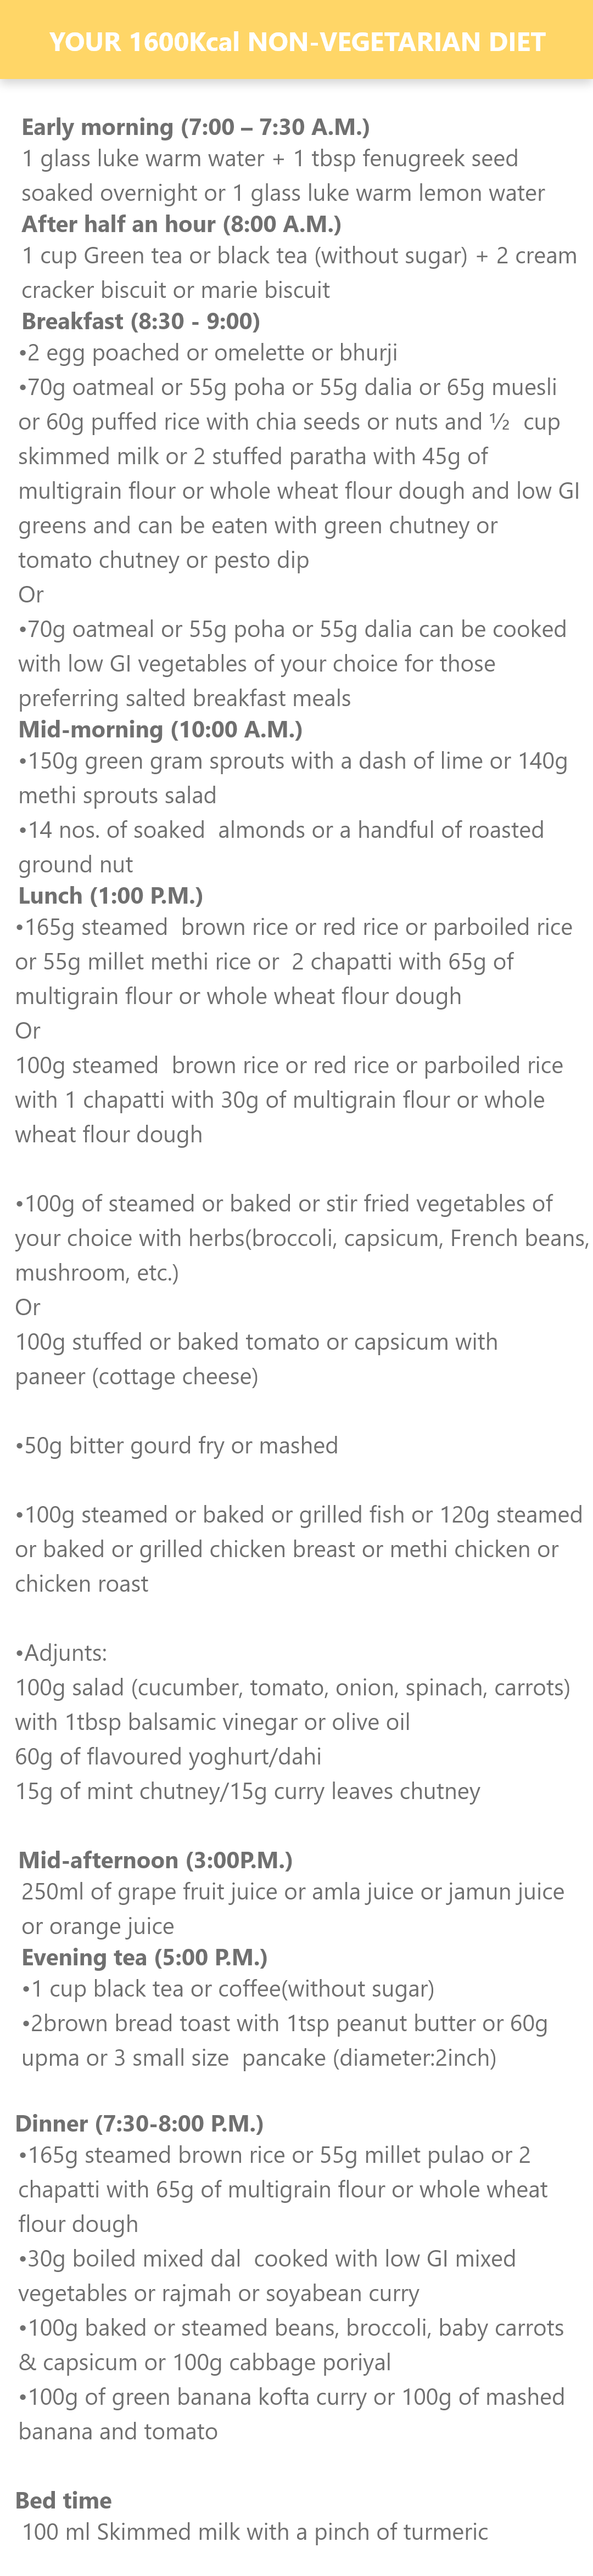 YOUR 1600Kcal NON-VEGETARIAN DIET
Early morning (7:00 – 7:30 A.M.)
1 glass luke warm water + 1 tbsp fenugreek seed
soaked overnight or 1 glass luke warm lemon water
After half an hour (8:00 A.M.)
1 cup Green tea or black tea (without sugar) + 2 cream
cracker biscuit or marie biscuit
Breakfast (8:30 - 9:00)
•2 egg poached or omelette or bhurji
•70g oatmeal or 55g poha or 55g dalia or 65g muesli
or 60g puffed rice with chia seeds or nuts and ½ cup
skimmed milk or 2 stuffed paratha with 45g of
multigrain flour or whole wheat flour dough and low GI
greens and can be eaten with green chutney or
tomato chutney or pesto dip
Or
•70g oatmeal or 55g poha or 55g dalia can be cooked
with low GI vegetables of your choice for those
preferring salted breakfast meals
Mid-morning (10:00 A.M.)
•150g green gram sprouts with a dash of lime or 140g
methi sprouts salad
•14 nos. of soaked almonds or a handful of roasted
ground nut
Lunch (1:00 P.M.)
•165g steamed brown rice or red rice or parboiled rice
or 55g millet methi rice or 2 chapatti with 65g of
multigrain flour or whole wheat flour dough
Or
100g steamed brown rice or red rice or parboiled rice
with 1 chapatti with 30g of multigrain flour or whole
wheat flour dough
•100g of steamed or baked or stir fried vegetables of
your choice with herbs(broccoli, capsicum, French beans,
mushroom, etc.)
Or
100g stuffed or baked tomato or capsicum with
paneer (cottage cheese)
•50g bitter gourd fry or mashed
•100g steamed or baked or grilled fish or 120g steamed
or baked or grilled chicken breast or methi chicken or
chicken roast
•Adjunts:
100g salad (cucumber, tomato, onion, spinach, carrots)
with 1tbsp balsamic vinegar or olive oil
60g of flavoured yoghurt/dahi
15g of mint chutney/15g curry leaves chutney
Mid-afternoon (3:00P.M.)
250ml of grape fruit juice or amla juice or jamun juice
or orange juice
Evening tea (5:00 P.M.)
•1 cup black tea or coffee(without sugar)
•2brown bread toast with 1tsp peanut butter or 60g
upma or 3 small size pancake (diameter:2inch)
Dinner (7:30-8:00 P.M.)
•165g steamed brown rice or 55g millet pulao or 2
chapatti with 65g of multigrain flour or whole wheat
flour dough
•30g boiled mixed dal cooked with low GI mixed
vegetables or rajmah or soyabean curry
•100g baked or steamed beans, broccoli, baby carrots
& capsicum or 100g cabbage poriyal
•100g of green banana kofta curry or 100g of mashed
banana and tomato
Bed time
100 ml Skimmed milk with a pinch of turmeric